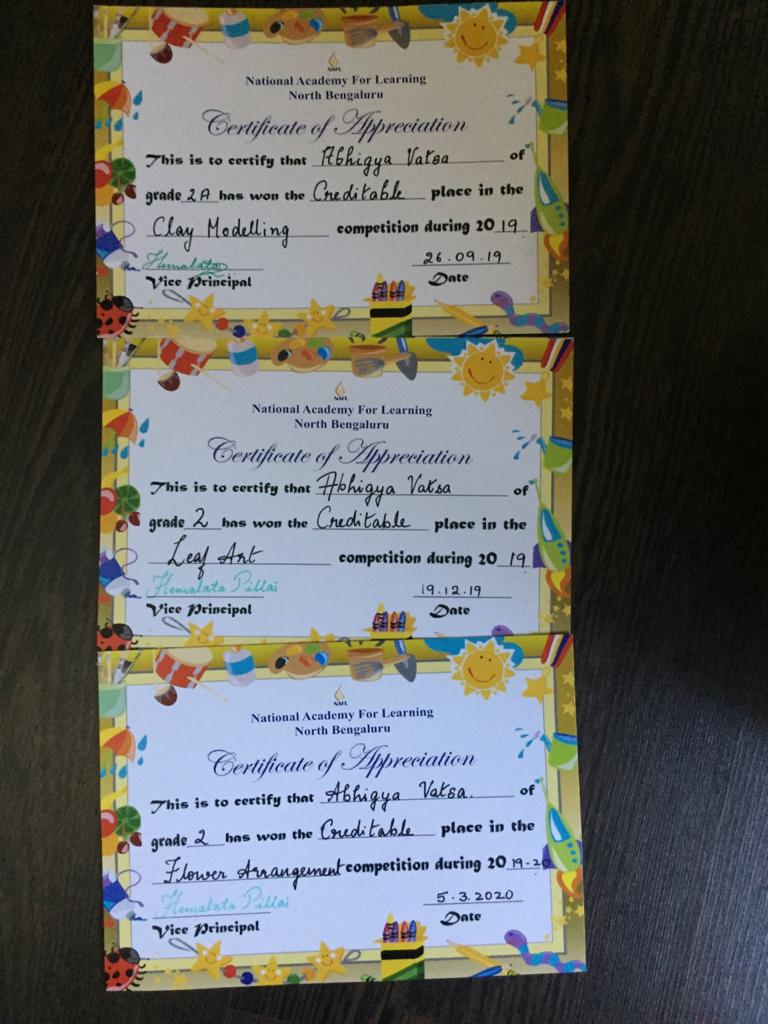 NAFL
National Academy For Learning
North Bengaluru
Certificate of Appreciation
This is to certify that Abhigya Vatsa of
grade 2A has won the Creditable place in the
Clay Modelling competition during 2019
Hemalata 26.09.19
Vice Principal Date
NAFL
National Academy For Learning
North Bengaluru
Certificate of Appreciation
This is to certify that Abhigya Vatsa of
grade 2 has won the Creditable place in the
Leaf Art competition during 2019
Hemalata Pillai 19.12.19
Vice Principal Date
NAFL
National Academy For Learning
North Bengaluru
Certificate of Appreciation
This is to certify that Abhigya Vatsa. of
grade 2 has won the Creditable place in the
Flower Arrangement competition during 2019-20
Hemalata Pillai 5.3.2020
Vice Principal Date